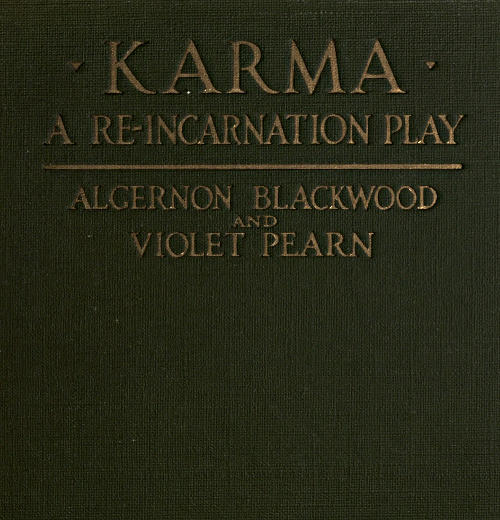 KARMA
A RE-INCARNATION PLAY
ALGERNON BLACKWOOD
AND
VIOLET PEARN